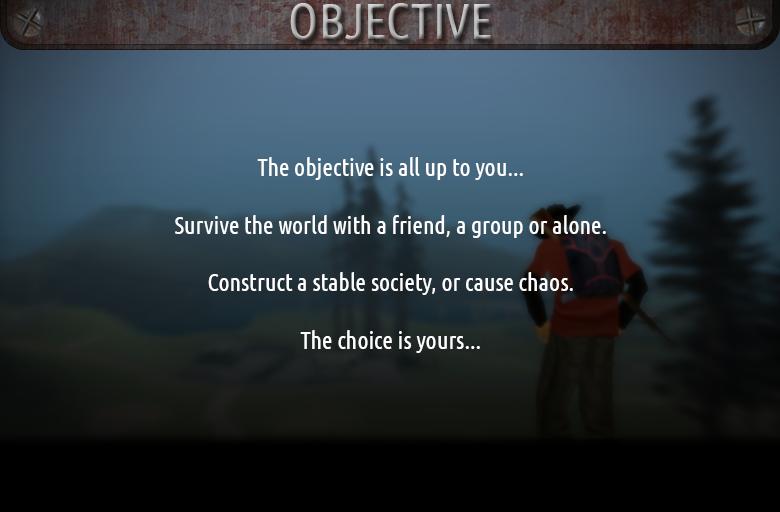 OBJECTIVE
The objective is all up to you...
Survive the world with a friend, a group or alone.
Construct a stable society, or cause chaos.
The choice is yours...